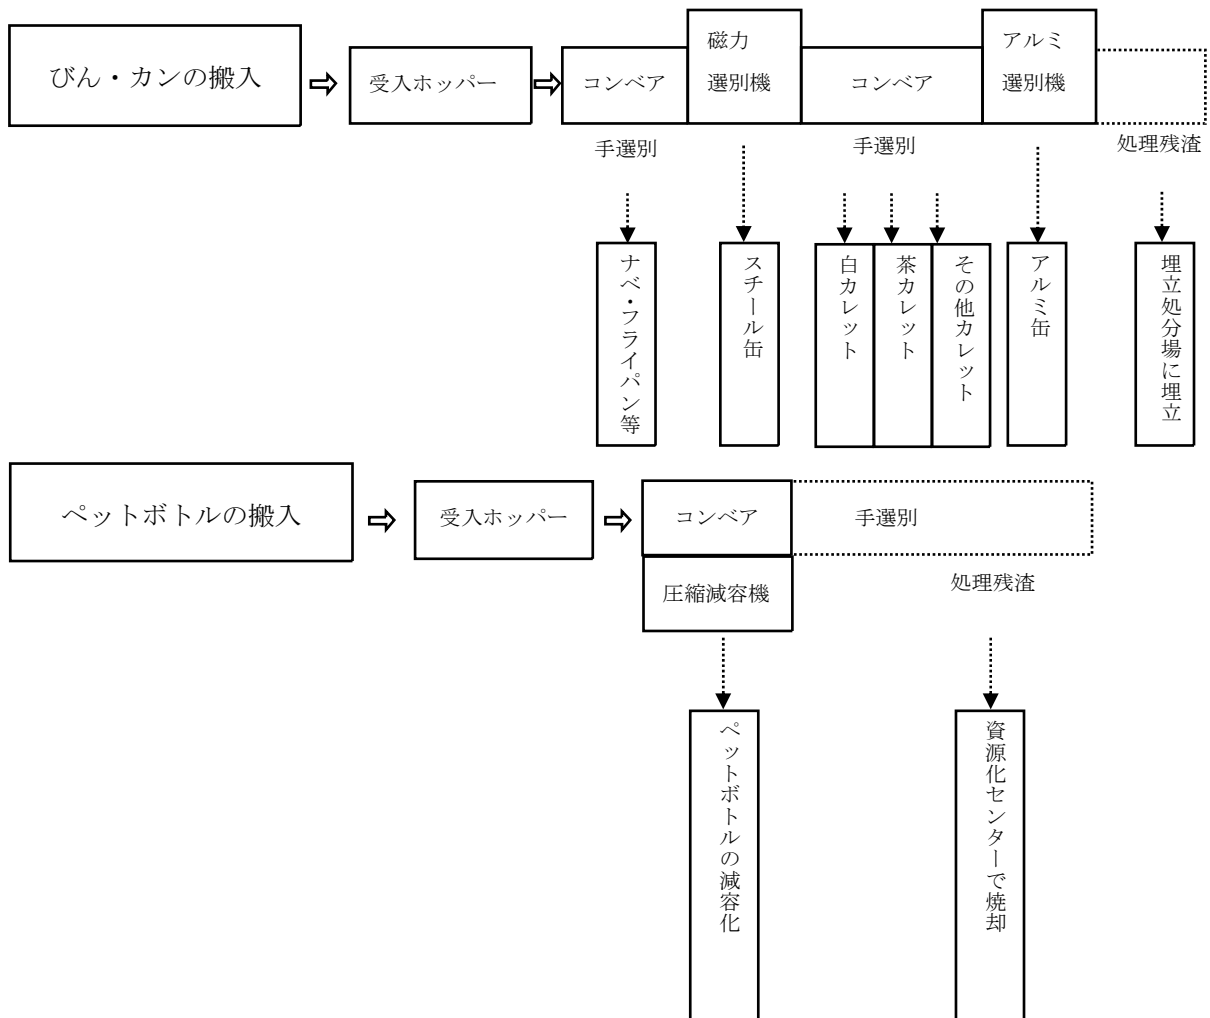 びん・カンの搬入
受入ホッパー
コンベア
磁力
選別機
コンベア
アルミ
選別機
手選別
手選別
処理残渣
ナベ・フライパン等
スチール缶
白カレット
茶カレット
その他カレット
アルミ缶
埋立処分場に埋立
ペットボトルの搬入
受入ホッパー
コンベア
手選別
圧縮減容機
処理残渣
ペットボトルの減容化
資源化センターで焼却